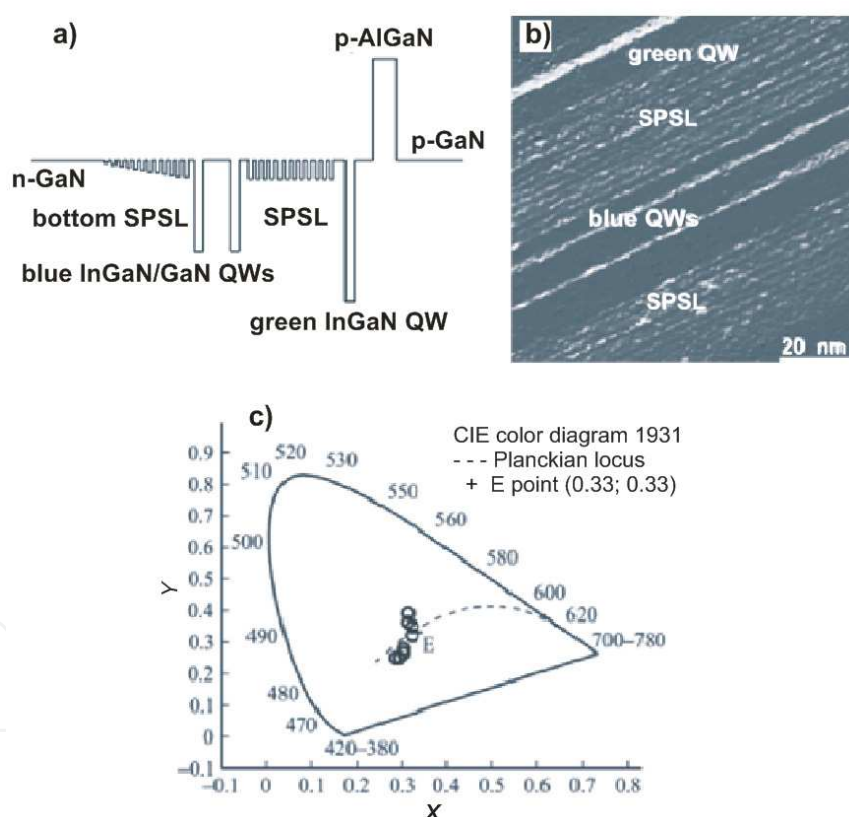 a)
p-AlGaN
p-GaN
n-GaN
bottom SPSL
SPSL
blue InGaN/GaN QWs
green InGaN QW
b)
green QW
SPSL
blue QWs
SPSL
20 nm
c)
CIE color diagram 1931
--- Planckian locus
+ E point (0.33; 0.33)
Y
0.9
0.8
0.7
0.6
0.5
0.4
0.3
0.2
0.1
0
–0.1
520
510
530
550
560
500
580
600
620
490
E
700–780
480
470
420–380
–0.1
0
0.1
0.2
0.3
0.4
0.5
0.6
0.7
0.8
X